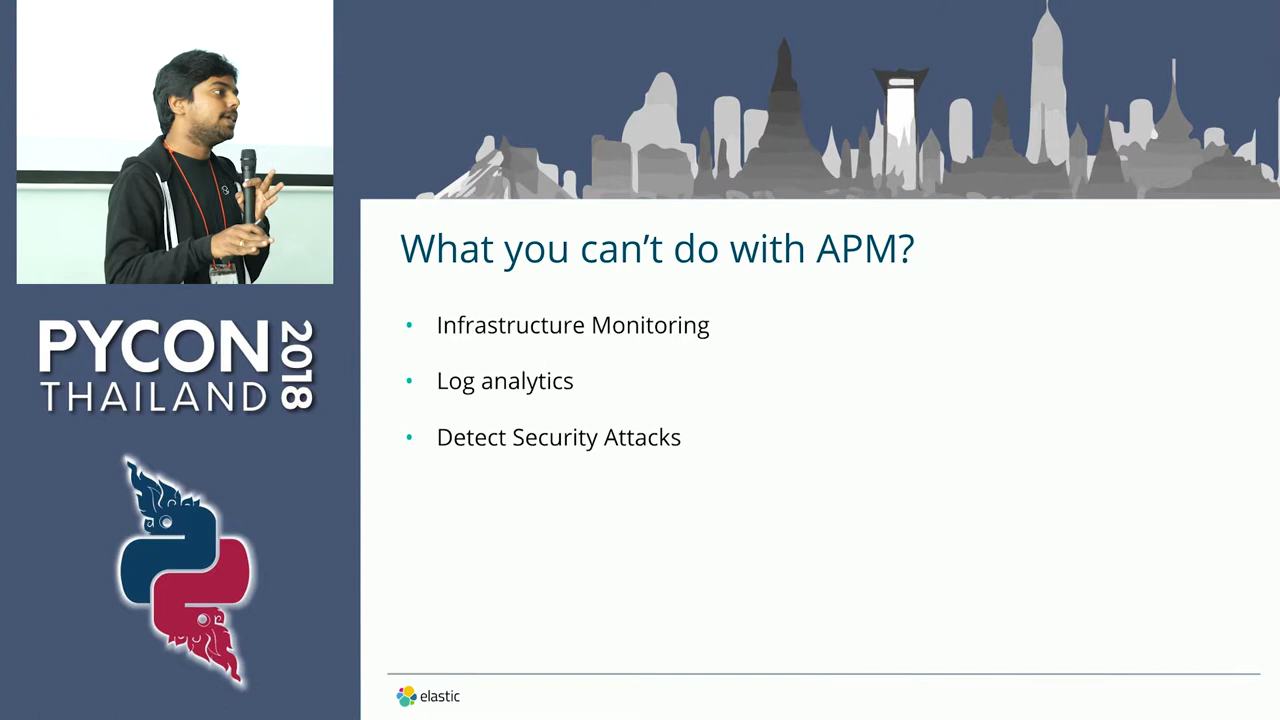 PYCON
2018
THAILAND
What you can’t do with APM?
• Infrastructure Monitoring
• Log analytics
• Detect Security Attacks
elastic